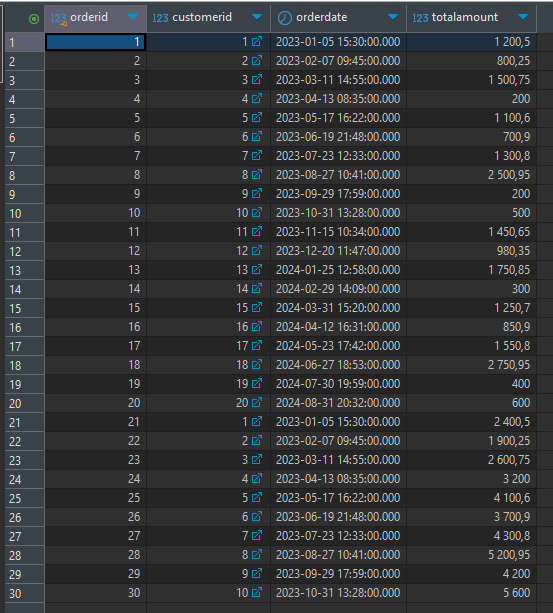 123 orderid 123 customerid orderdate 123 totalamount
1 1 1 2023-01-05 15:30:00.000 1 200,5
2 2 2 2023-02-07 09:45:00.000 800,25
3 3 3 2023-03-11 14:55:00.000 1 500,75
4 4 4 2023-04-13 08:35:00.000 200
5 5 5 2023-05-17 16:22:00.000 1 100,6
6 6 6 2023-06-19 21:48:00.000 700,9
7 7 7 2023-07-23 12:33:00.000 1 300,8
8 8 8 2023-08-27 10:41:00.000 2 500,95
9 9 9 2023-09-29 17:59:00.000 200
10 10 10 2023-10-31 13:28:00.000 500
11 11 11 2023-11-15 10:34:00.000 1 450,65
12 12 12 2023-12-20 11:47:00.000 980,35
13 13 13 2024-01-25 12:58:00.000 1 750,85
14 14 14 2024-02-29 14:09:00.000 300
15 15 15 2024-03-31 15:20:00.000 1 250,7
16 16 16 2024-04-12 16:31:00.000 850,9
17 17 17 2024-05-23 17:42:00.000 1 550,8
18 18 18 2024-06-27 18:53:00.000 2 750,95
19 19 19 2024-07-30 19:59:00.000 400
20 20 20 2024-08-31 20:32:00.000 600
21 21 1 2023-01-05 15:30:00.000 2 400,5
22 22 2 2023-02-07 09:45:00.000 1 900,25
23 23 3 2023-03-11 14:55:00.000 2 600,75
24 24 4 2023-04-13 08:35:00.000 3 200
25 25 5 2023-05-17 16:22:00.000 4 100,6
26 26 6 2023-06-19 21:48:00.000 3 700,9
27 27 7 2023-07-23 12:33:00.000 4 300,8
28 28 8 2023-08-27 10:41:00.000 5 200,95
29 29 9 2023-09-29 17:59:00.000 4 200
30 30 10 2023-10-31 13:28:00.000 5 600